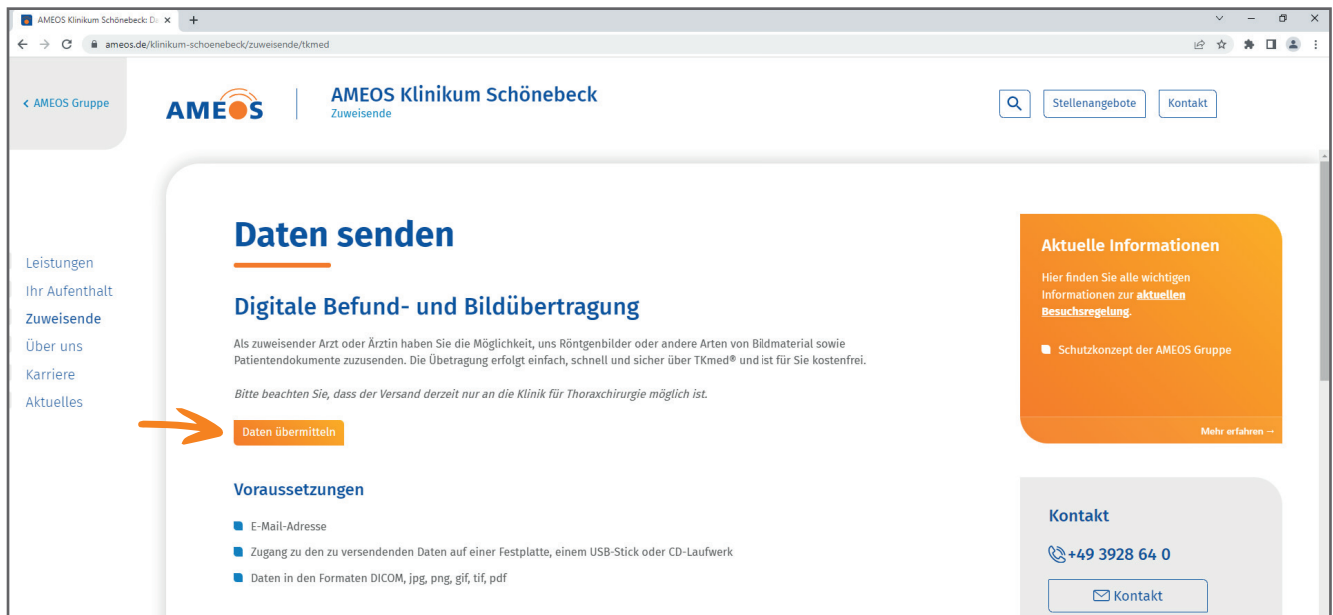 AMEOS Klinikum Schönebeck: Da
ameos.de/klinikum-schoenebeck/zuweisende/tkmed
AMEOS Gruppe
AMEOS
AMEOS Klinikum Schönebeck
Zuweisende
Stellenangebote
Kontakt
Leistungen
Ihr Aufenthalt
Zuweisende
Über uns
Karriere
Aktuelles
Daten senden
Digitale Befund- und Bildübertragung
Als zuweisender Arzt oder Ärztin haben Sie die Möglichkeit, uns Röntgenbilder oder andere Arten von Bildmaterial sowie
Patientendokumente zuzusenden. Die Übetragung erfolgt einfach, schnell und sicher über TKmed® und ist für Sie kostenfrei.
Bitte beachten Sie, dass der Versand derzeit nur an die Klinik für Thoraxchirurgie möglich ist.
Daten übermitteln
Voraussetzungen
E-Mail-Adresse
Zugang zu den zu versendenden Daten auf einer Festplatte, einem USB-Stick oder CD-Laufwerk
Daten in den Formaten DICOM, jpg, png, gif, tif, pdf
Aktuelle Informationen
Hier finden Sie alle wichtigen
Informationen zur aktuellen
Besuchsregelung.
Schutzkonzept der AMEOS Gruppe
Mehr erfahren →
Kontakt
+49 3928 64 0
Kontakt